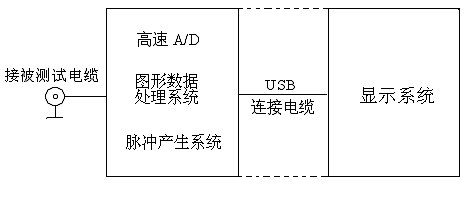 高速 A/D
接被测试电缆
图形数据
处理系统
USB
连接电缆
显示系统
脉冲产生系统